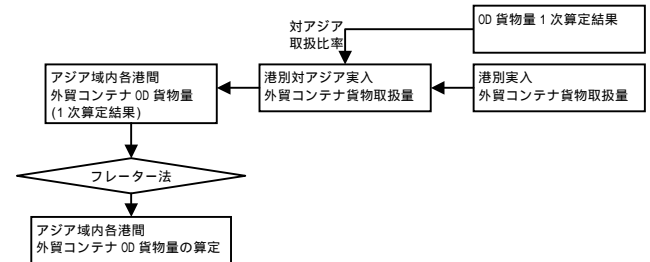 OD 貨物量 1 次算定結果
対アジア
取扱比率
アジア域内各港間
外貿コンテナ OD 貨物量
(1 次算定結果)
港別対アジア実入
外貿コンテナ貨物取扱量
港別実入
外貿コンテナ貨物取扱量
フレーター法
アジア域内各港間
外貿コンテナ OD 貨物量の算定